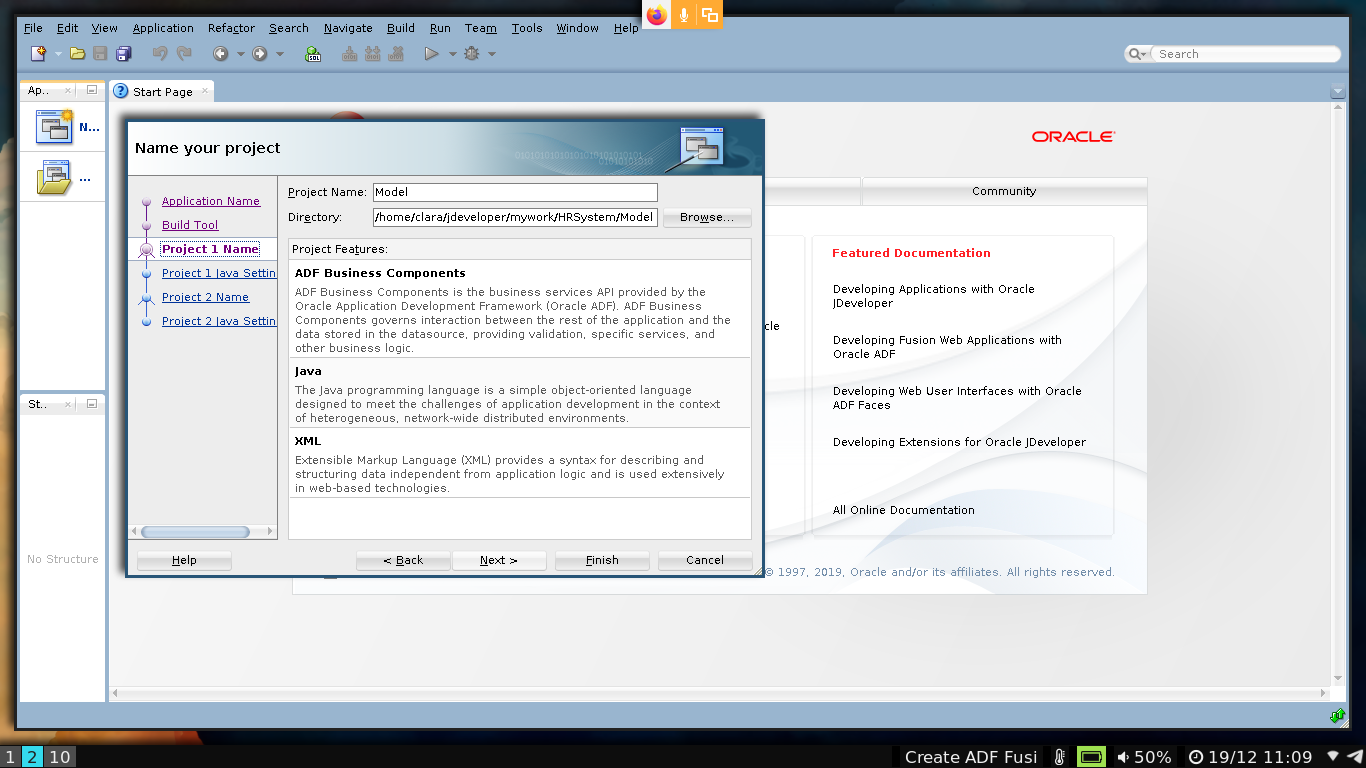 File Edit View Application Refactor Search Navigate Build Run Team Tools Window Help
SQL
Search
Ap..
N...
...
Start Page
ORACLE
Community
Name your project
Application Name
Build Tool
Project 1 Name
Project 1 Java Settin
Project 2 Name
Project 2 Java Settin
Project Name: Model
Directory: /home/clara/jdeveloper/mywork/HRSystem/Model Browse...
Project Features:
ADF Business Components
ADF Business Components is the business services API provided by the
Oracle Application Development Framework (Oracle ADF). ADF Business
Components governs interaction between the rest of the application and the
data stored in the datasource, providing validation, specific services, and
other business logic.
Java
The Java programming language is a simple object-oriented language
designed to meet the challenges of application development in the context
of heterogeneous, network-wide distributed environments.
XML
Extensible Markup Language (XML) provides a syntax for describing and
structuring data independent from application logic and is used extensively
in web-based technologies.
Help < Back Next > Finish Cancel
cle
Featured Documentation
Developing Applications with Oracle
JDeveloper
Developing Fusion Web Applications with
Oracle ADF
Developing Web User Interfaces with Oracle
ADF Faces
Developing Extensions for Oracle JDeveloper
All Online Documentation
© 1997, 2019, Oracle and/or its affiliates. All rights reserved.
St..
No Structure
1 2 10
Create ADF Fusi 50% 19/12 11:09